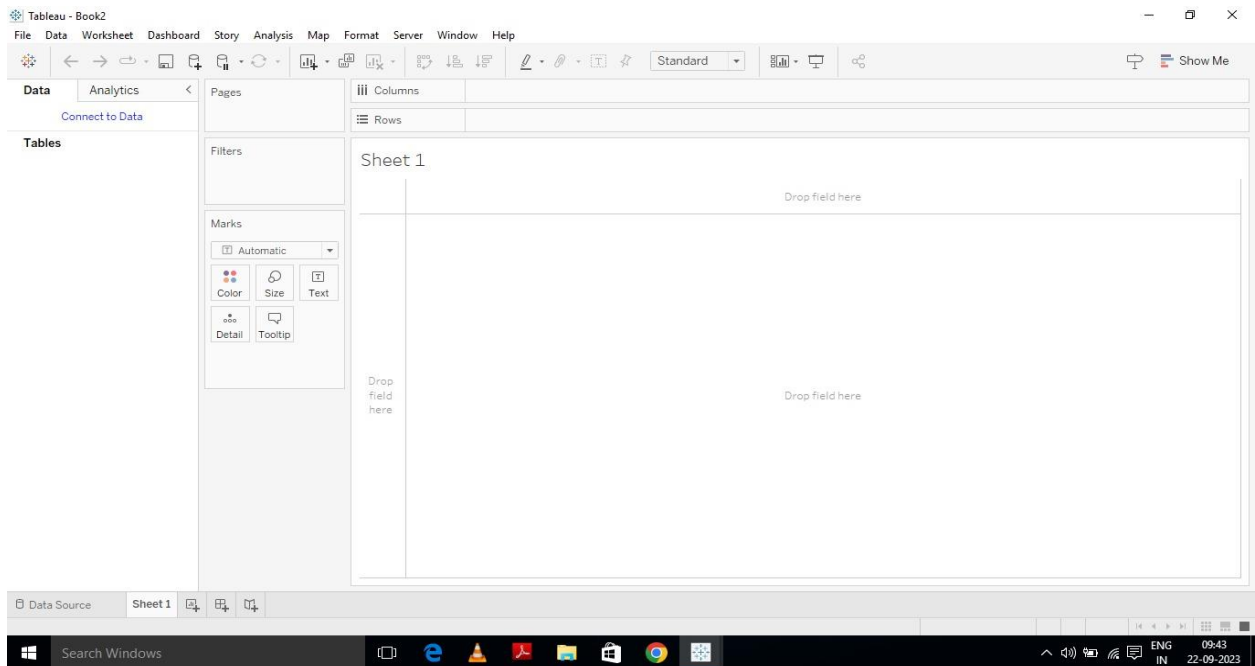 Tableau - Book2
File Data Worksheet Dashboard Story Analysis Map Format Server Window Help
Standard
Show Me
Data Analytics
Connect to Data
Tables
Pages
Filters
Marks
T Automatic
Color Size T Text
Detail Tooltip
Columns
Rows
Sheet 1
Drop field here
Drop
field
here
Drop field here
Data Source Sheet 1
Search Windows
ENG
IN
09:43
22-09-2023